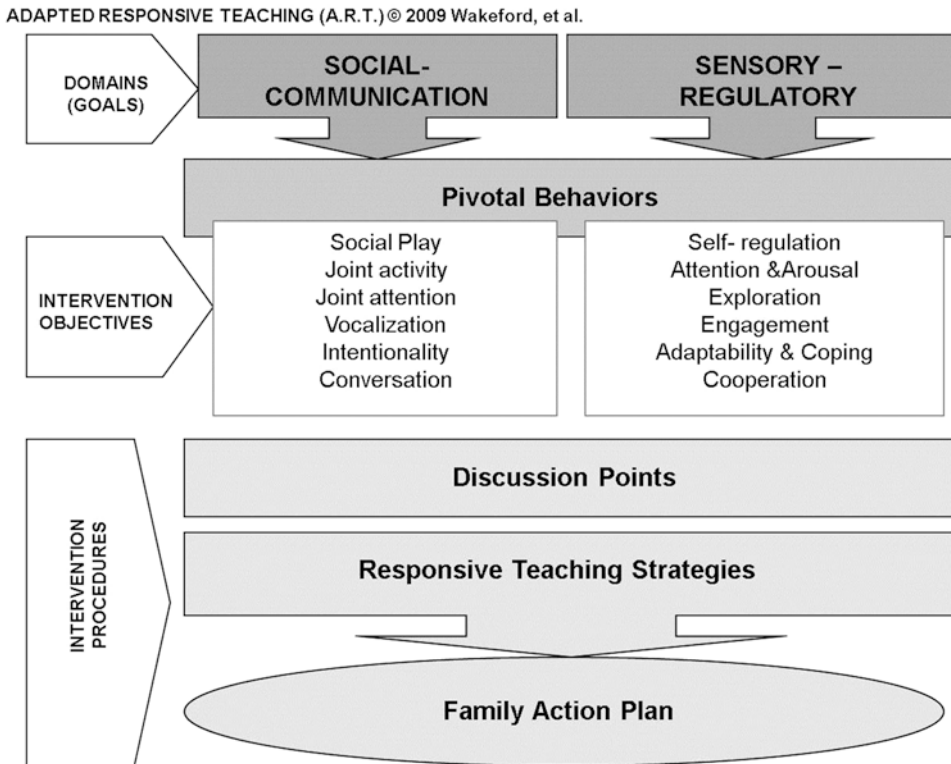 ADAPTED RESPONSIVE TEACHING (A.R.T.) © 2009 Wakeford, et al.
DOMAINS
(GOALS)
SOCIAL-
COMMUNICATION
SENSORY –
REGULATORY
Pivotal Behaviors
INTERVENTION
OBJECTIVES
Social Play
Joint activity
Joint attention
Vocalization
Intentionality
Conversation
Self- regulation
Attention &Arousal
Exploration
Engagement
Adaptability & Coping
Cooperation
INTERVENTION
PROCEDURES
Discussion Points
Responsive Teaching Strategies
Family Action Plan